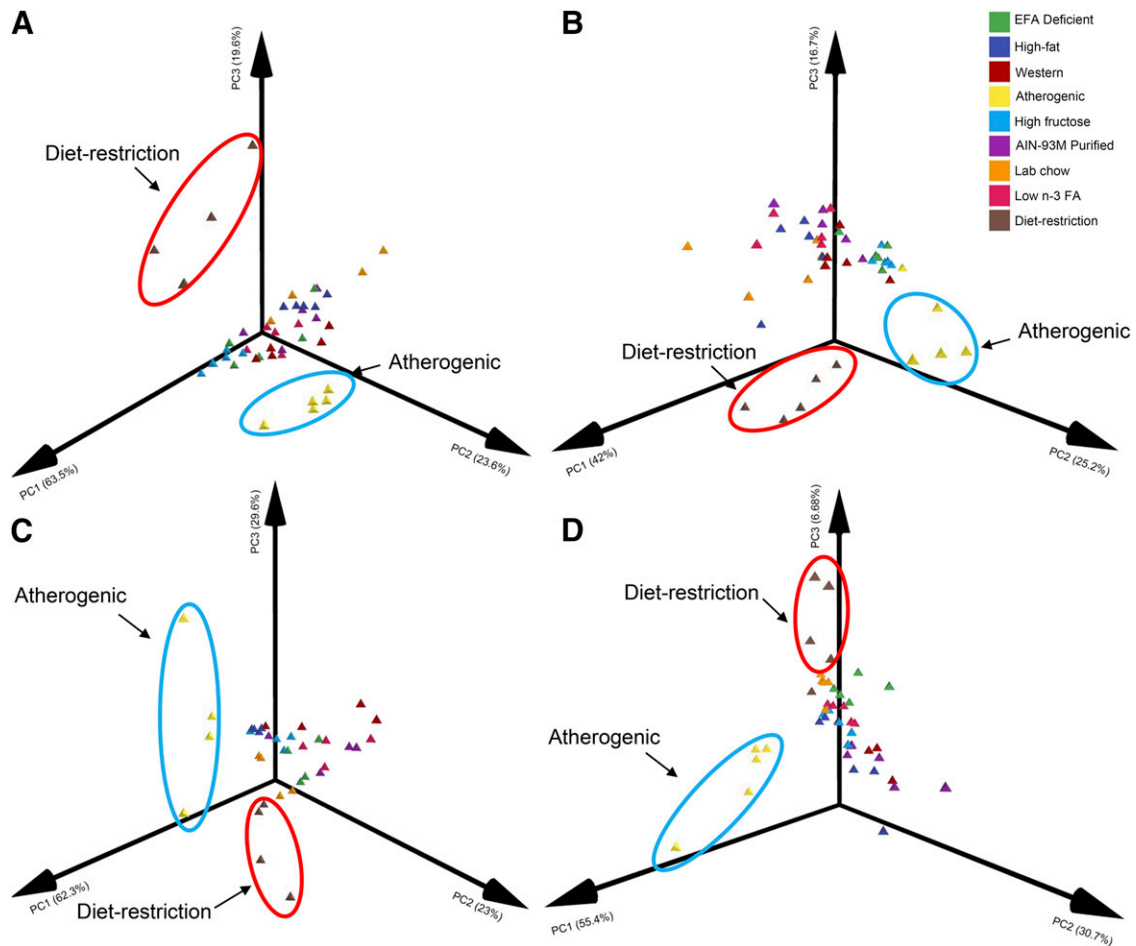 A
PC3 (19.6%)
Diet-restriction
Atherogenic
PC1 (63.5%)
PC2 (23.6%)
B
PC3 (16.7%)
EFA Deficient
High-fat
Western
Atherogenic
High fructose
AIN-93M Purified
Lab chow
Low n-3 FA
Diet-restriction
Atherogenic
Diet-restriction
PC1 (42%)
PC2 (25.2%)
C
PC3 (29.6%)
Atherogenic
PC1 (62.3%)
Diet-restriction
PC2 (23%)
D
PC3 (6.68%)
Diet-restriction
Atherogenic
PC1 (55.4%)
PC2 (30.7%)